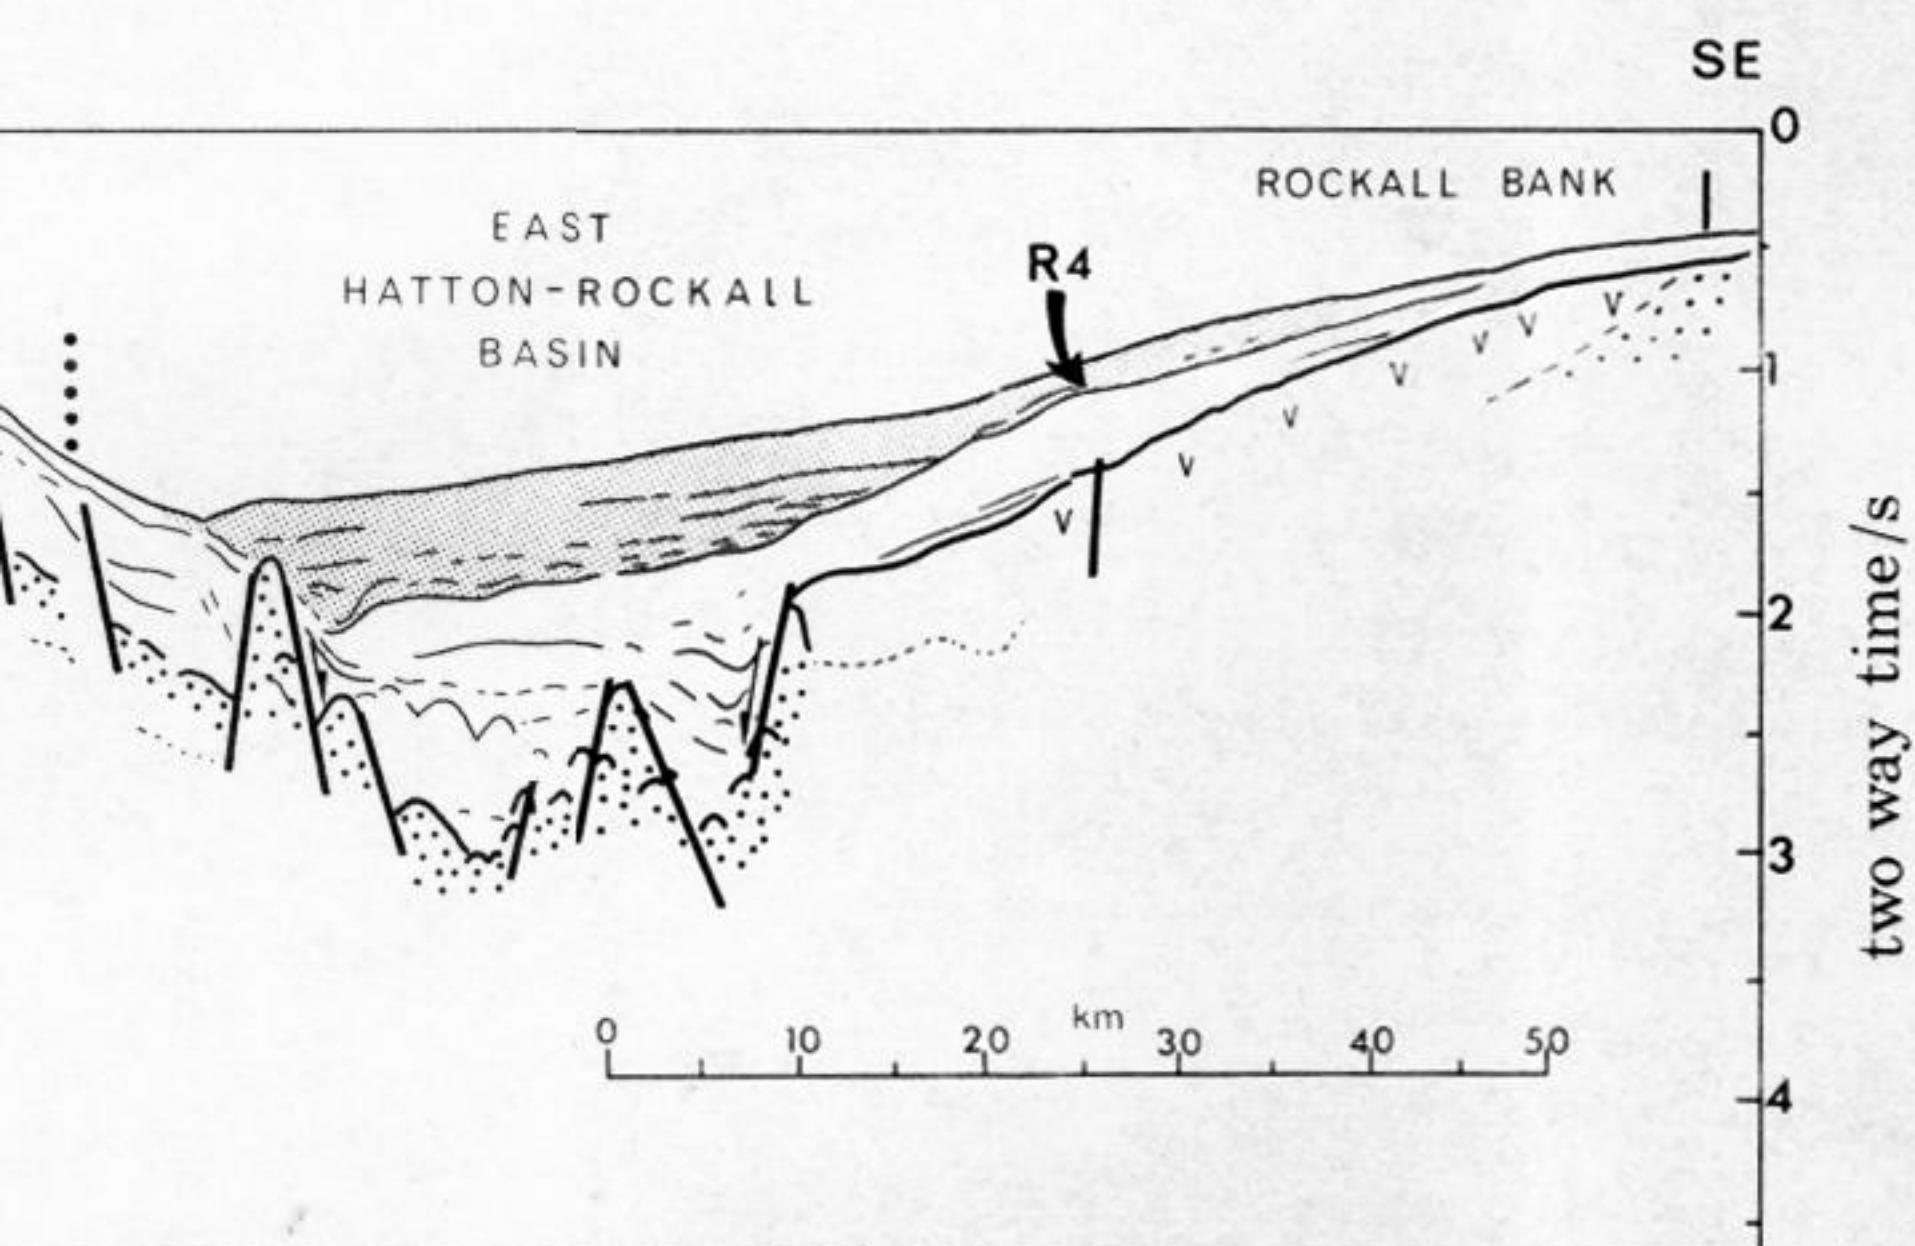 SE
0
ROCKALL BANK
EAST
HATTON-ROCKALL
BASIN
R4
1
2
3
4
two way time/s
km
0 10 20 30 40 50
V V V V V V V V